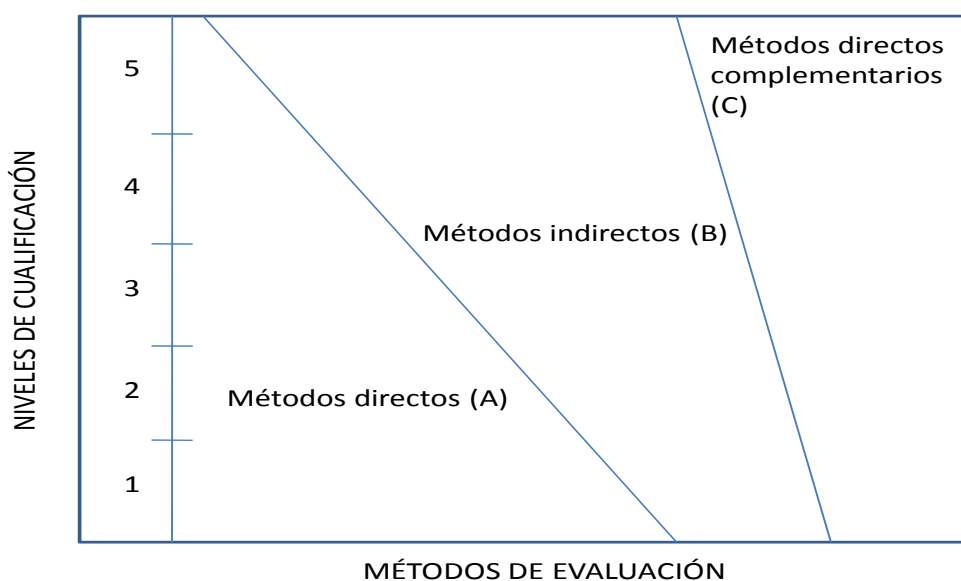 Métodos directos
complementarios
(C)
5
4
Métodos indirectos (B)
3
2
Métodos directos (A)
1
NIVELES DE CUALIFICACIÓN
MÉTODOS DE EVALUACIÓN